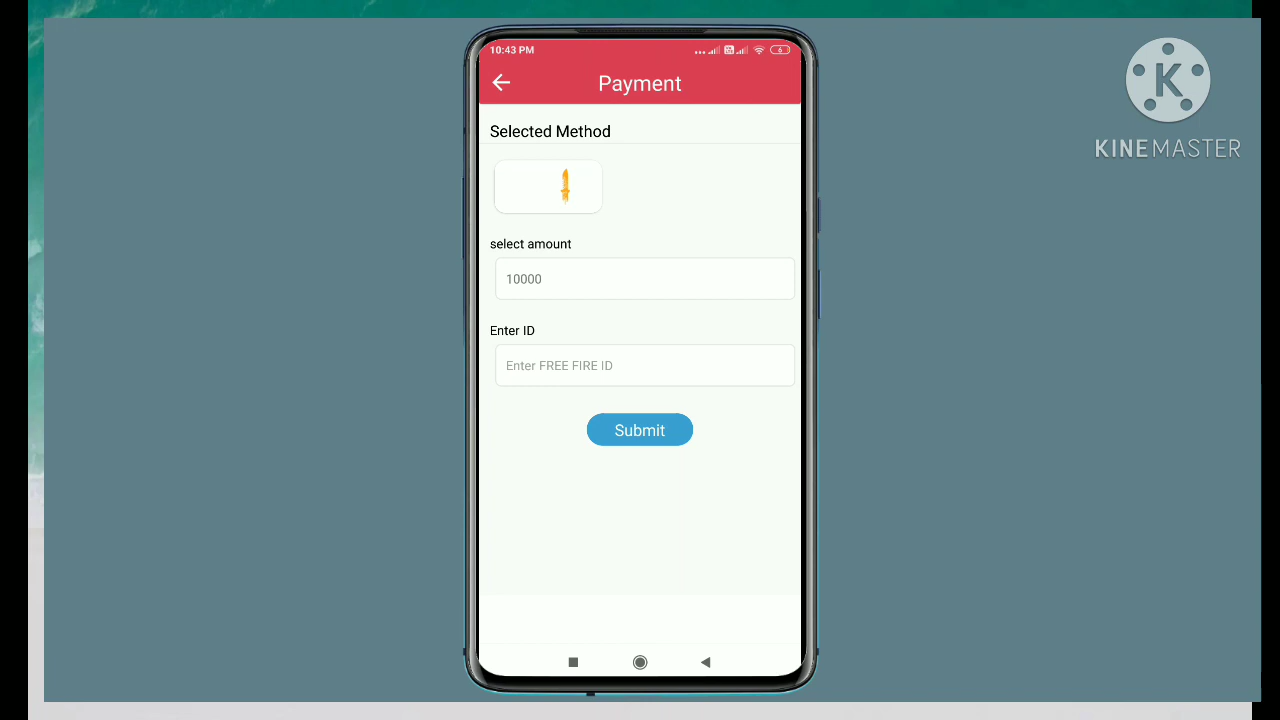 10:43 PM
Payment
Selected Method
select amount
10000
Enter ID
Enter FREE FIRE ID
Submit
K
KINEMASTER